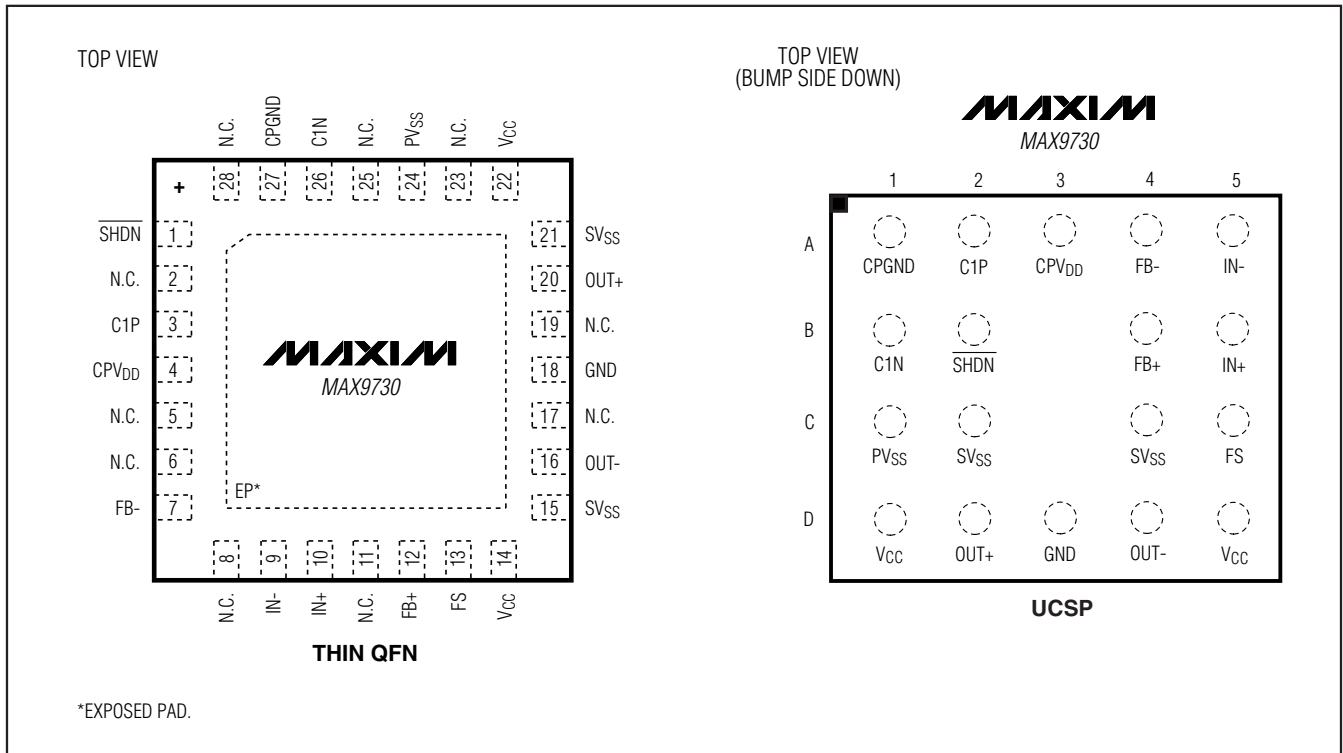 TOP VIEW
N.C. CPGND C1N N.C. PVSS N.C. VCC
28 27 26 25 24 23 22
+
SHDN 1
N.C. 2
C1P 3
CPVDD 4
N.C. 5
N.C. 6
FB- 7
21 SVSS
20 OUT+
19 N.C.
18 GND
17 N.C.
16 OUT-
15 SVSS
MAXIM
MAX9730
EP*
8 9 10 11 12 13 14
N.C. IN- IN+ N.C. FB+ FS VCC
THIN QFN
*EXPOSED PAD.
TOP VIEW
(BUMP SIDE DOWN)
MAXIM
MAX9730
1 2 3 4 5
A
CPGND C1P CPVDD FB- IN-
B
C1N SHDN FB+ IN+
C
PVSS SVSS SVSS FS
D
VCC OUT+ GND OUT- VCC
UCSP